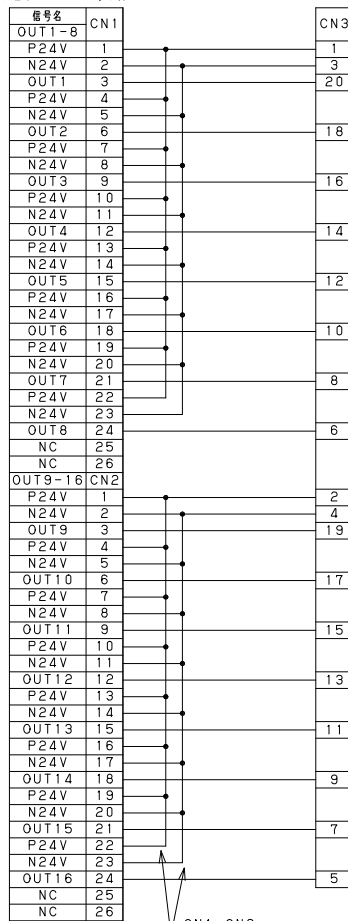 信号名 CN1 CN3
OUT1-8
P24V 1 1
N24V 2 3
OUT1 3 20
P24V 4
N24V 5
OUT2 6 18
P24V 7
N24V 8
OUT3 9 16
P24V 10
N24V 11
OUT4 12 14
P24V 13
N24V 14
OUT5 15 12
P24V 16
N24V 17
OUT6 18 10
P24V 19
N24V 20
OUT7 21 8
P24V 22
N24V 23
OUT8 24 6
NC 25
NC 26
OUT9-16 CN2
P24V 1 2
N24V 2 4
OUT9 3 19
P24V 4
N24V 5
OUT10 6 17
P24V 7
N24V 8
OUT11 9 15
P24V 10
N24V 11
OUT12 12 13
P24V 13
N24V 14
OUT13 15 11
P24V 16
N24V 17
OUT14 18 9
P24V 19
N24V 20
OUT15 21 7
P24V 22
N24V 23
OUT16 24 5
NC 25
NC 26